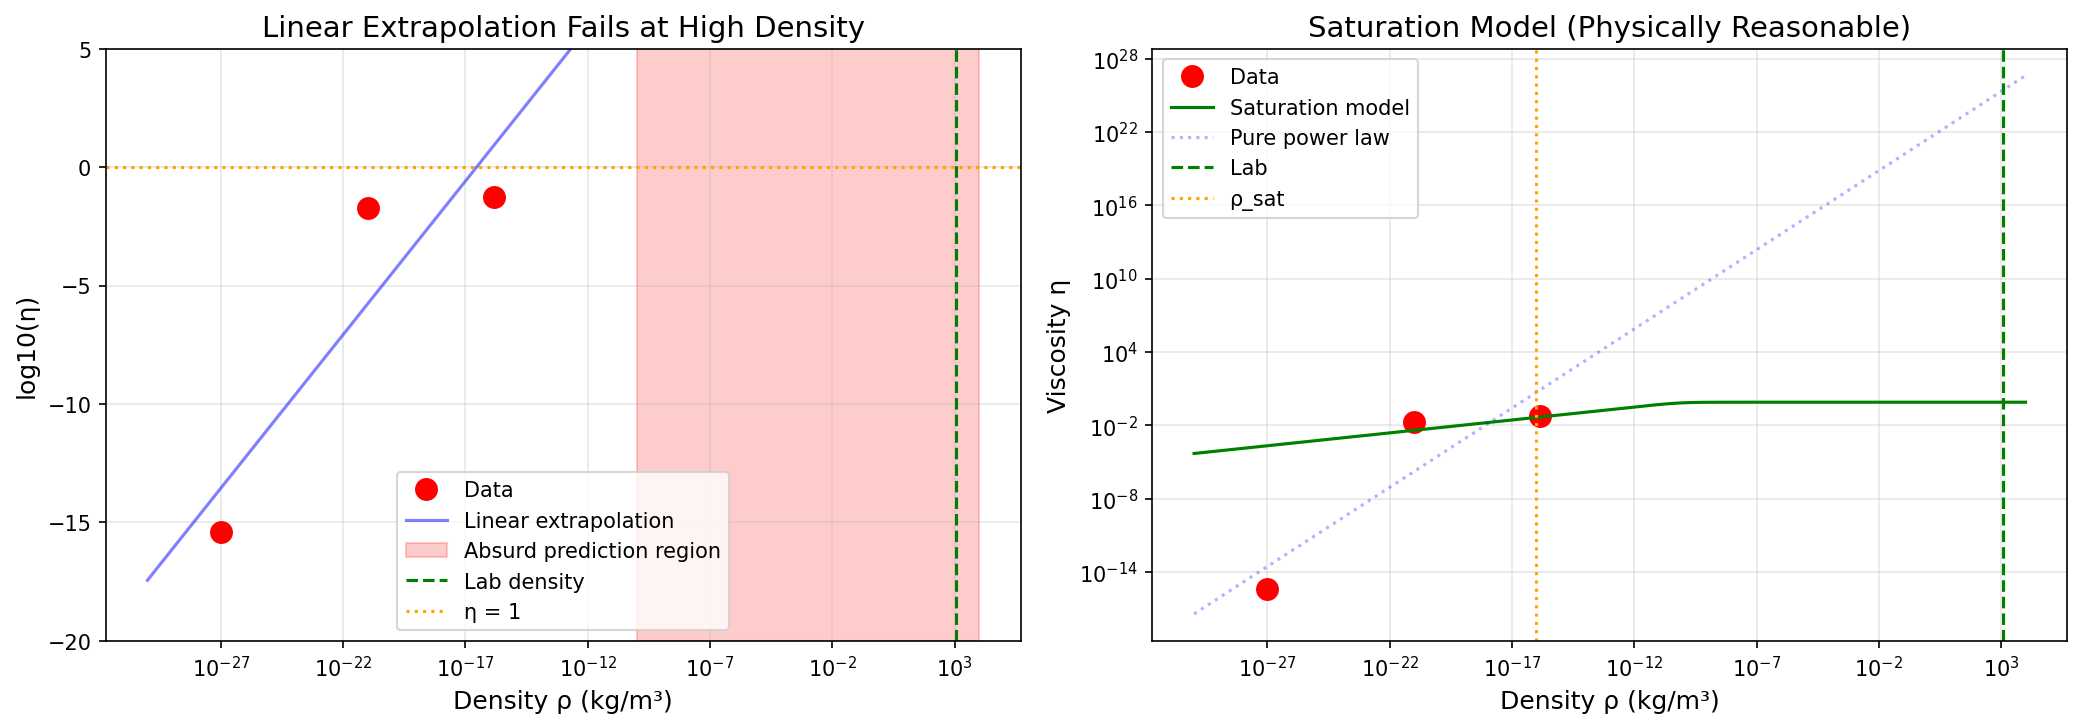 Linear Extrapolation Fails at High Density
5
0
−5
−10
−15
−20
log10(η)
Data
Linear extrapolation
Absurd prediction region
Lab density
η = 1
10⁻²⁷ 10⁻²² 10⁻¹⁷ 10⁻¹² 10⁻⁷ 10⁻² 10³
Density ρ (kg/m³)
Saturation Model (Physically Reasonable)
10²⁸
10²²
10¹⁶
10¹⁰
10⁴
10⁻²
10⁻⁸
10⁻¹⁴
Viscosity η
Data
Saturation model
Pure power law
Lab
ρ_sat
10⁻²⁷ 10⁻²² 10⁻¹⁷ 10⁻¹² 10⁻⁷ 10⁻² 10³
Density ρ (kg/m³)